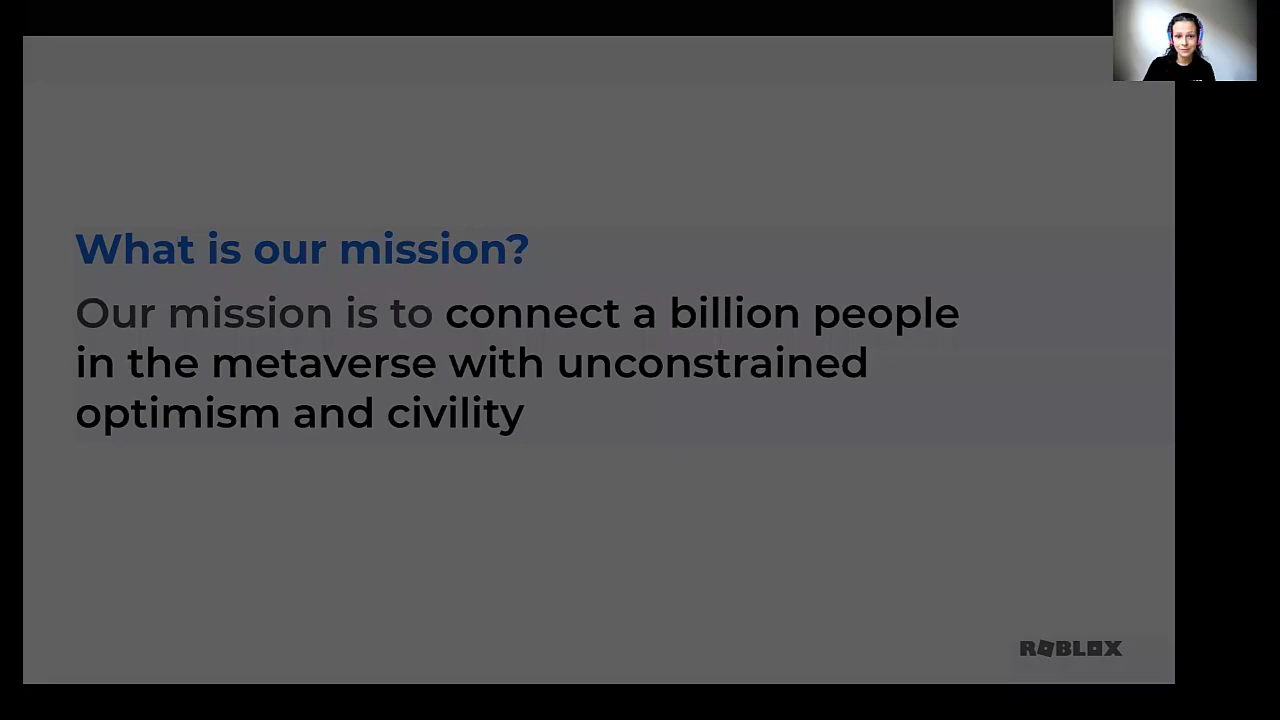 What is our mission?
Our mission is to connect a billion people
in the metaverse with unconstrained
optimism and civility
ROBLOX